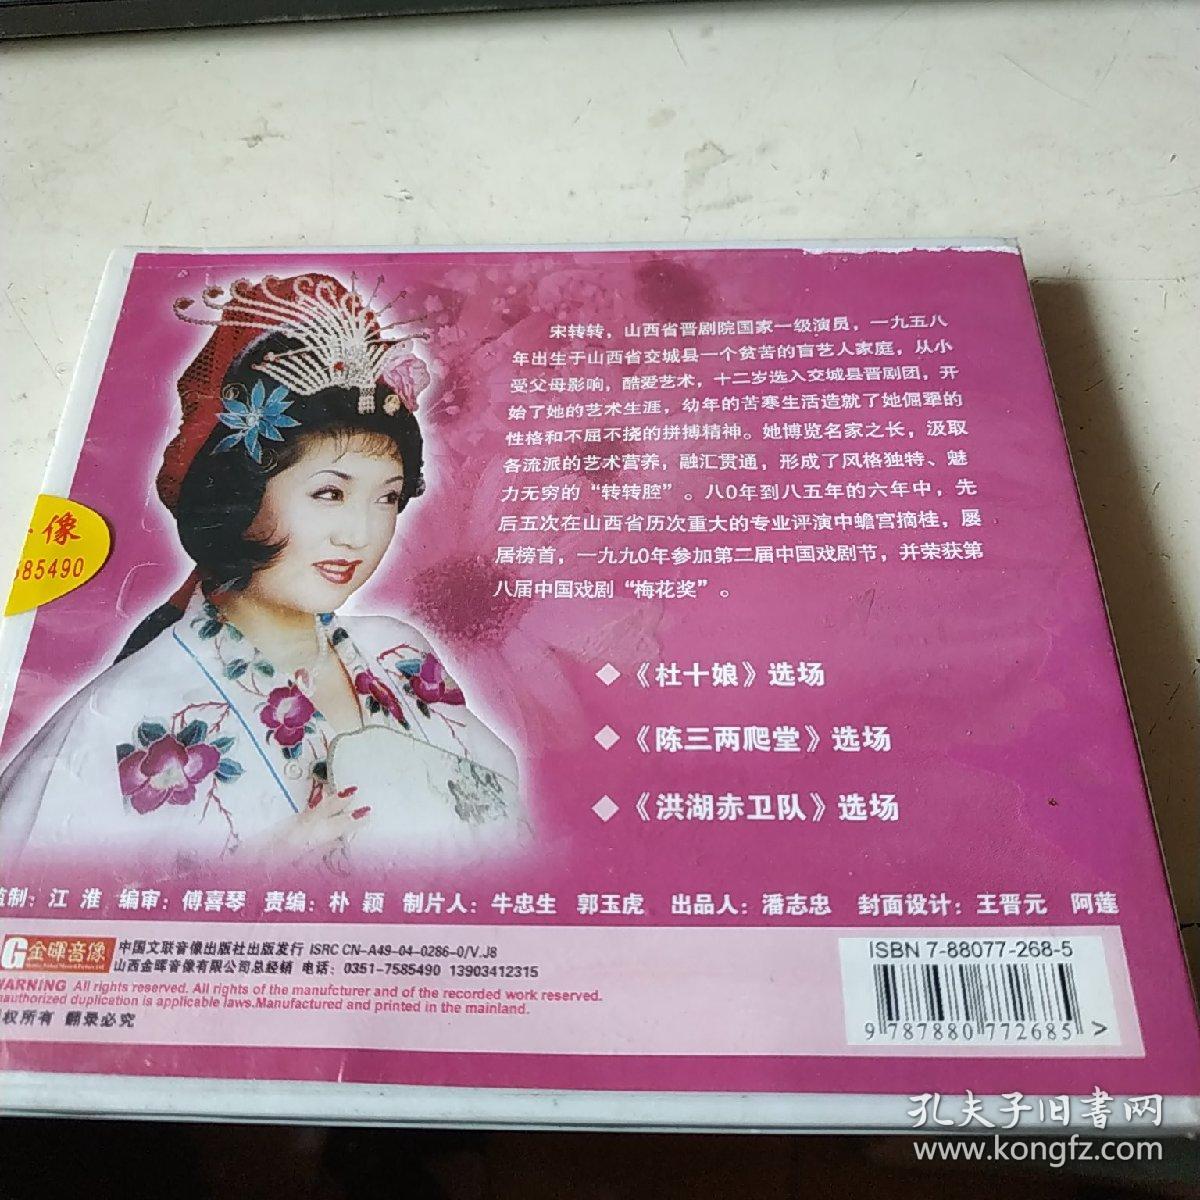 宋转转，山西省晋剧院国家一级演员，一九五八
年出生于山西省交城县一个贫苦的盲艺人家庭，从小
受父母影响，酷爱艺术，十二岁选入交城县晋剧团，开
始了她的艺术生涯，幼年的苦寒生活造就了她倔犟的
性格和不屈不挠的拼搏精神。她博览名家之长，汲取
各流派的艺术营养，融汇贯通，形成了风格独特、魅
力无穷的“转转腔”。八0年到八五年的六年中，先
后五次在山西省历次重大的专业评演中蟾宫摘桂，屡
居榜首，一九九0年参加第二届中国戏剧节，并荣获第
八届中国戏剧“梅花奖”。
像
585490
◆《杜十娘》选场
◆《陈三两爬堂》选场
◆《洪湖赤卫队》选场
监制：江 淮 编审：傅喜琴 责编：朴 颖 制片人：牛忠生 郭玉虎 出品人：潘志忠 封面设计：王晋元 阿莲
G 金晖音像
中国文联音像出版社出版发行 ISRC CN-A49-04-0286-0/V.J8
山西金晖音像有限公司总经销 电话：0351-7585490 13903412315
WARNING All rights reserved. All rights of the manufcturer and of the recorded work reserved.
nauthorized duplication is applicable laws.Manufactured and printed in the mainland.
权所有 翻录必究
ISBN 7-88077-268-5
9 787880 772685 >
孔夫子旧书网
www.kongfz.com